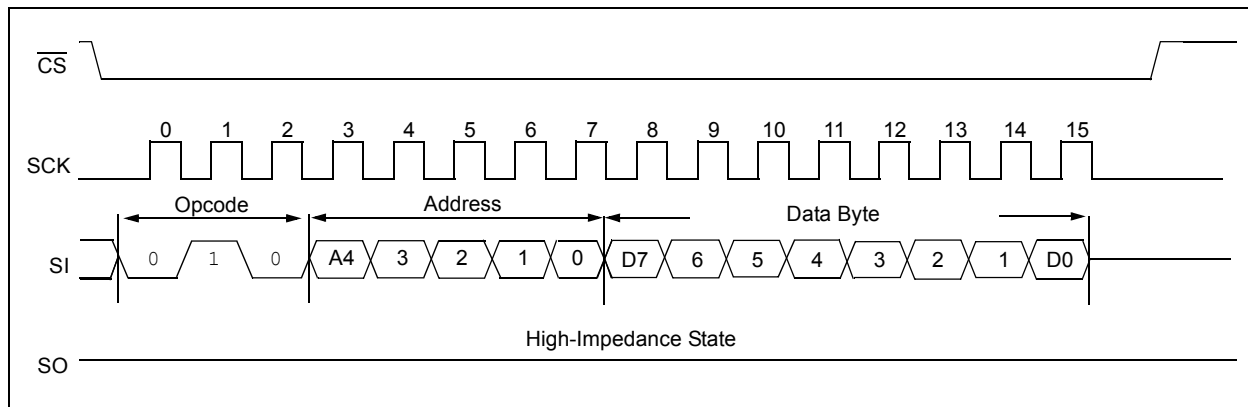 CS
0 1 2 3 4 5 6 7 8 9 10 11 12 13 14 15
SCK
Opcode Address Data Byte
SI 0 1 0 A4 3 2 1 0 D7 6 5 4 3 2 1 D0
High-Impedance State
SO